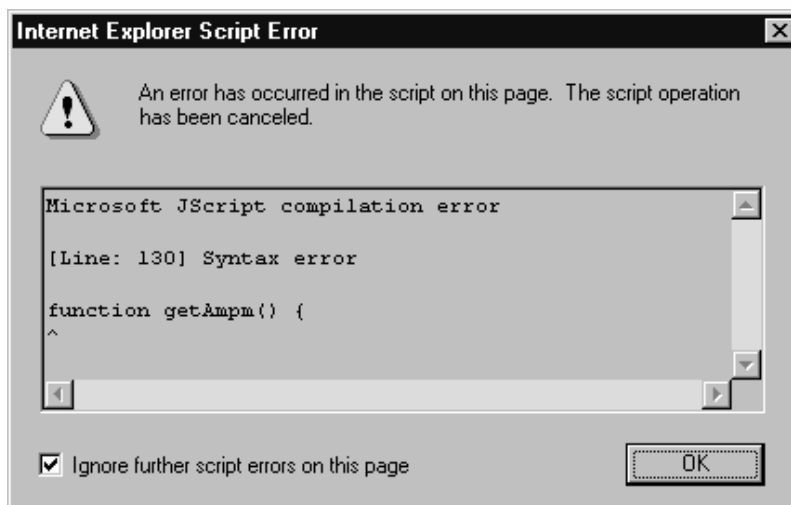 Internet Explorer Script Error
An error has occurred in the script on this page. The script operation
has been canceled.
Microsoft JScript compilation error
[Line: 130] Syntax error
function getAmpm() {
^
Ignore further script errors on this page
OK